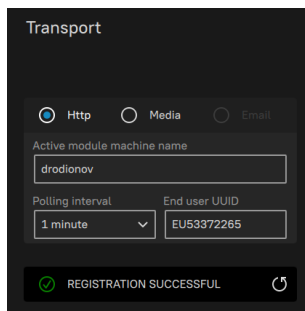 Transport
Http Media Email
Active module machine name
drodionov
Polling interval End user UUID
1 minute EU53372265
REGISTRATION SUCCESSFUL